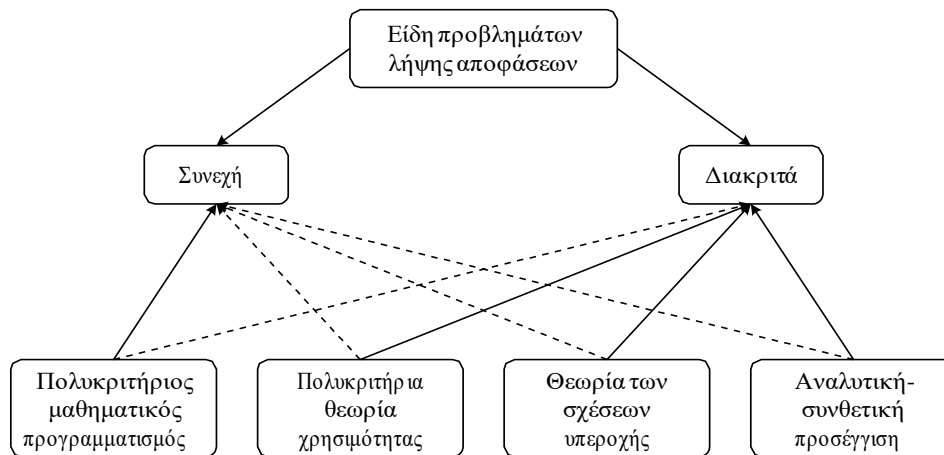 Είδη προβλημάτων
λήψης αποφάσεων
Συνεχή
Διακριτά
Πολυκριτήριος
μαθηματικός
προγραμματισμός
Πολυκριτήρια
θεωρία
χρησιμότητας
Θεωρία των
σχέσεων
υπεροχής
Αναλυτική-
συνθετική
προσέγγιση